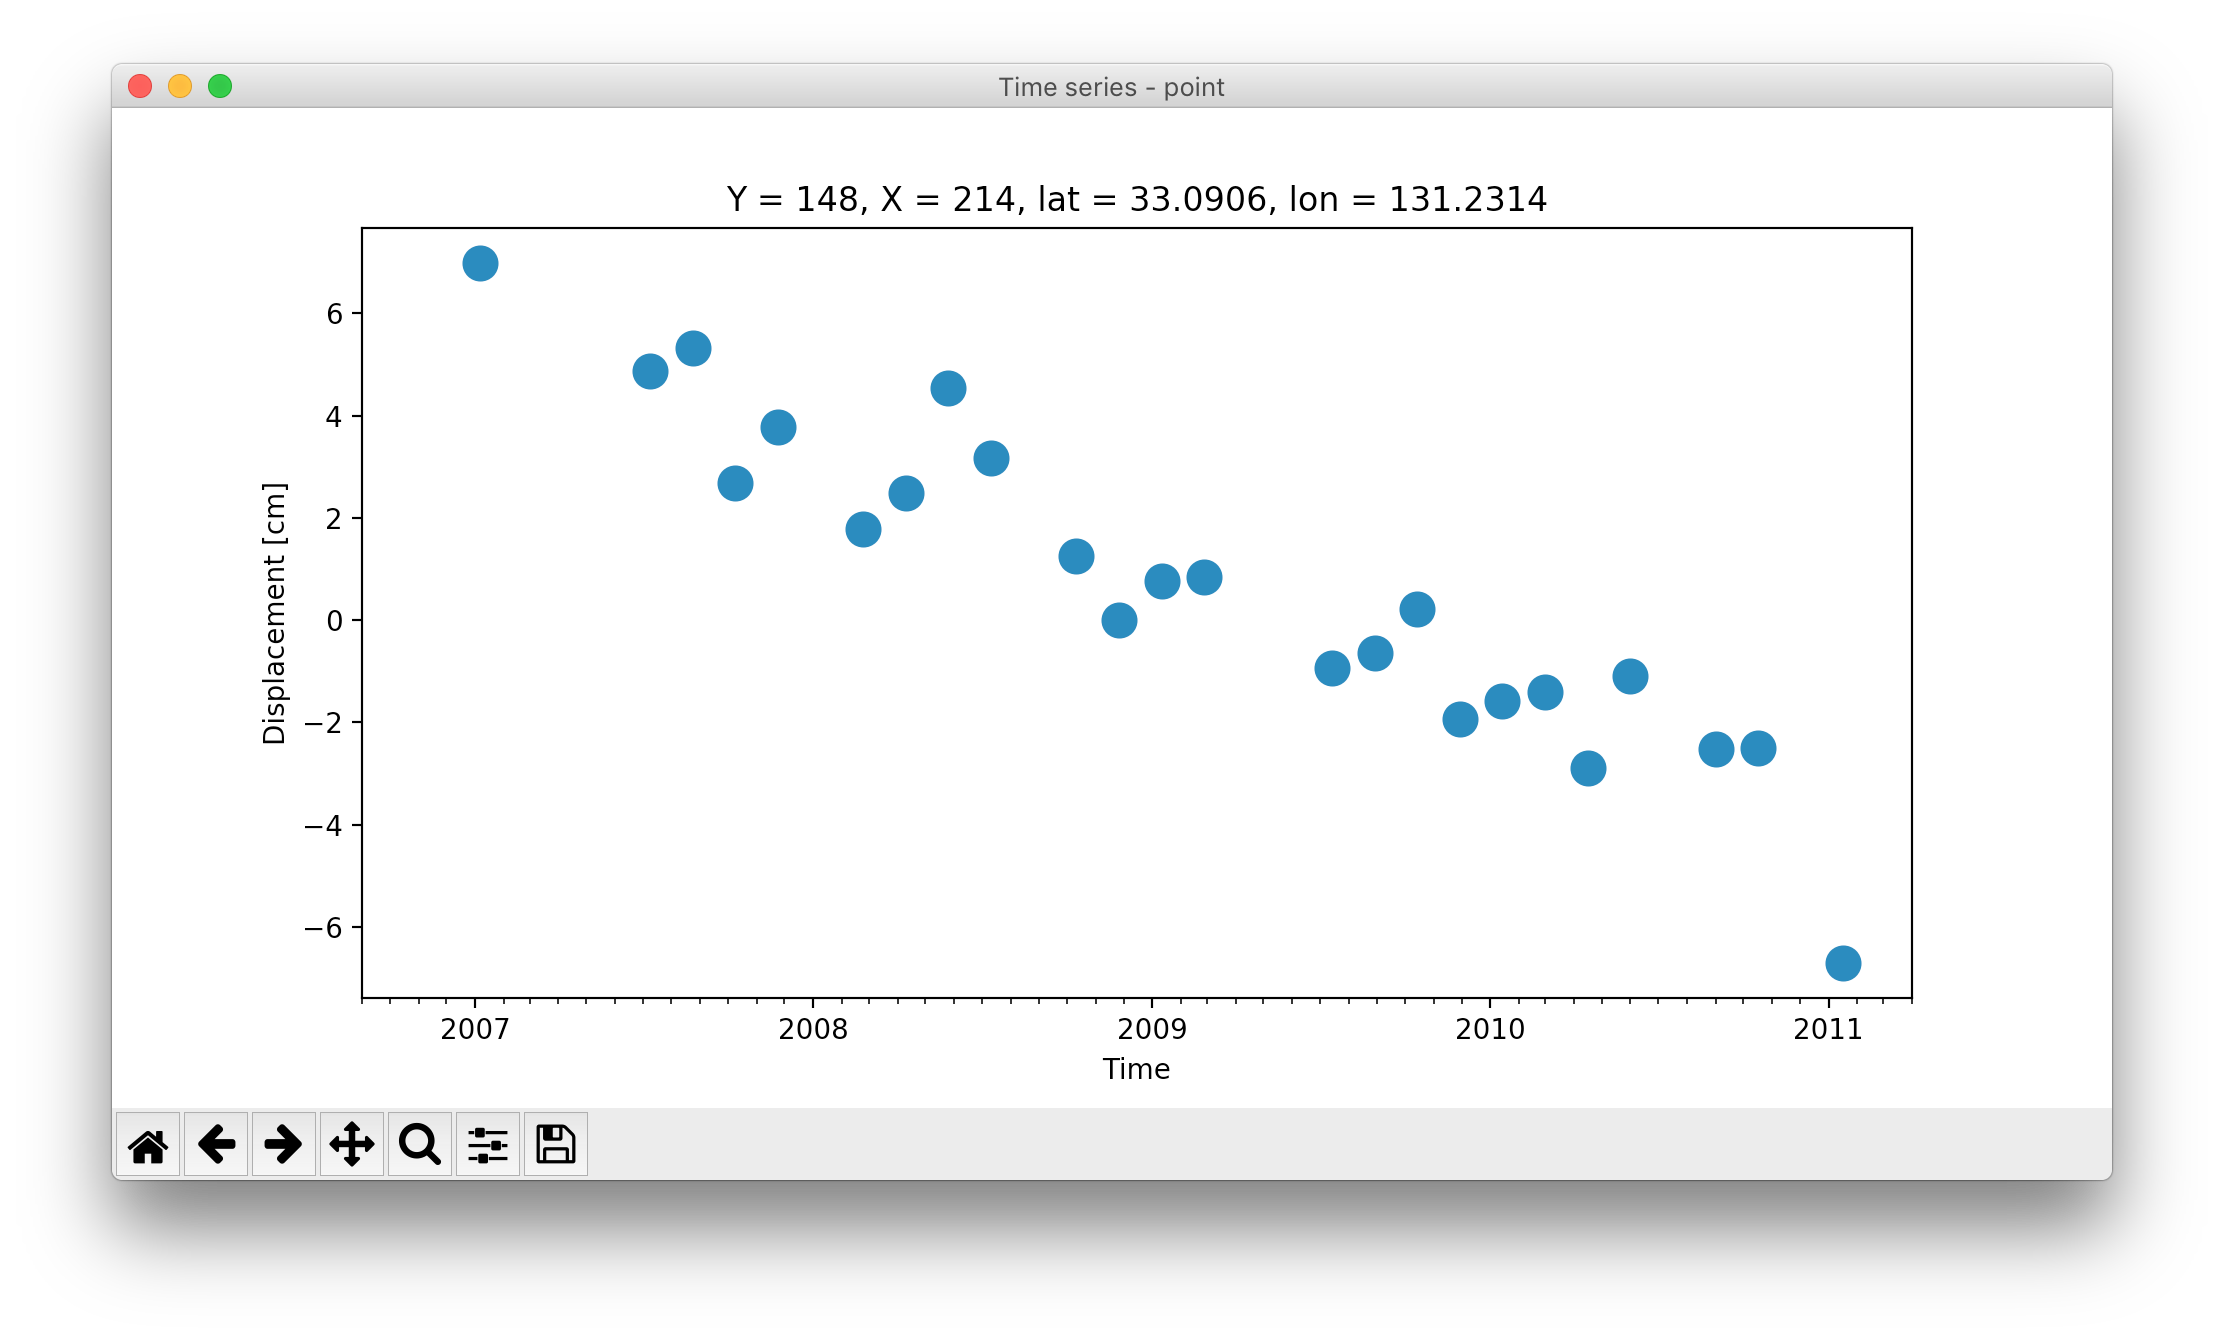 Time series - point
Y = 148, X = 214, lat = 33.0906, lon = 131.2314
Displacement [cm]
6
4
2
0
−2
−4
−6
2007 2008 2009 2010 2011
Time